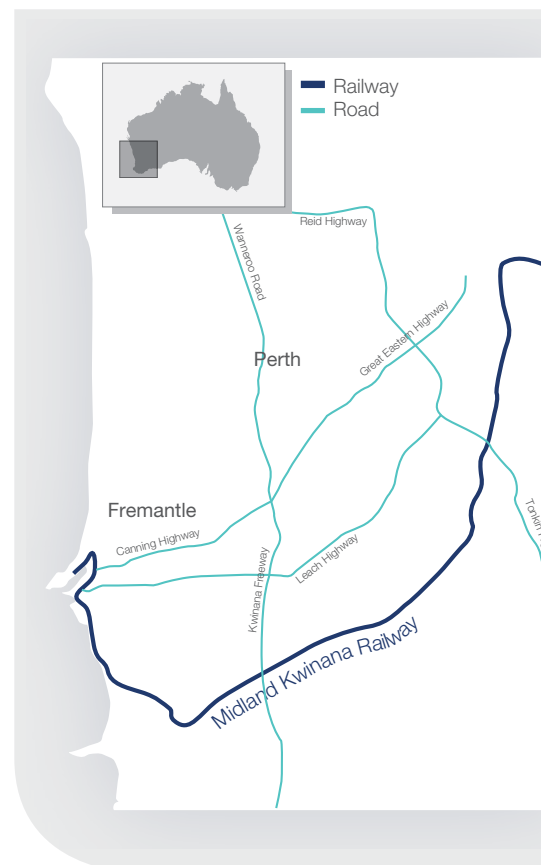 Railway
Road
Reid Highway
Wanneroo Road
Great Eastern Highway
Perth
Fremantle
Tonkin
Canning Highway
Leach Highway
Kwinana Freeway
Midland Kwinana Railway